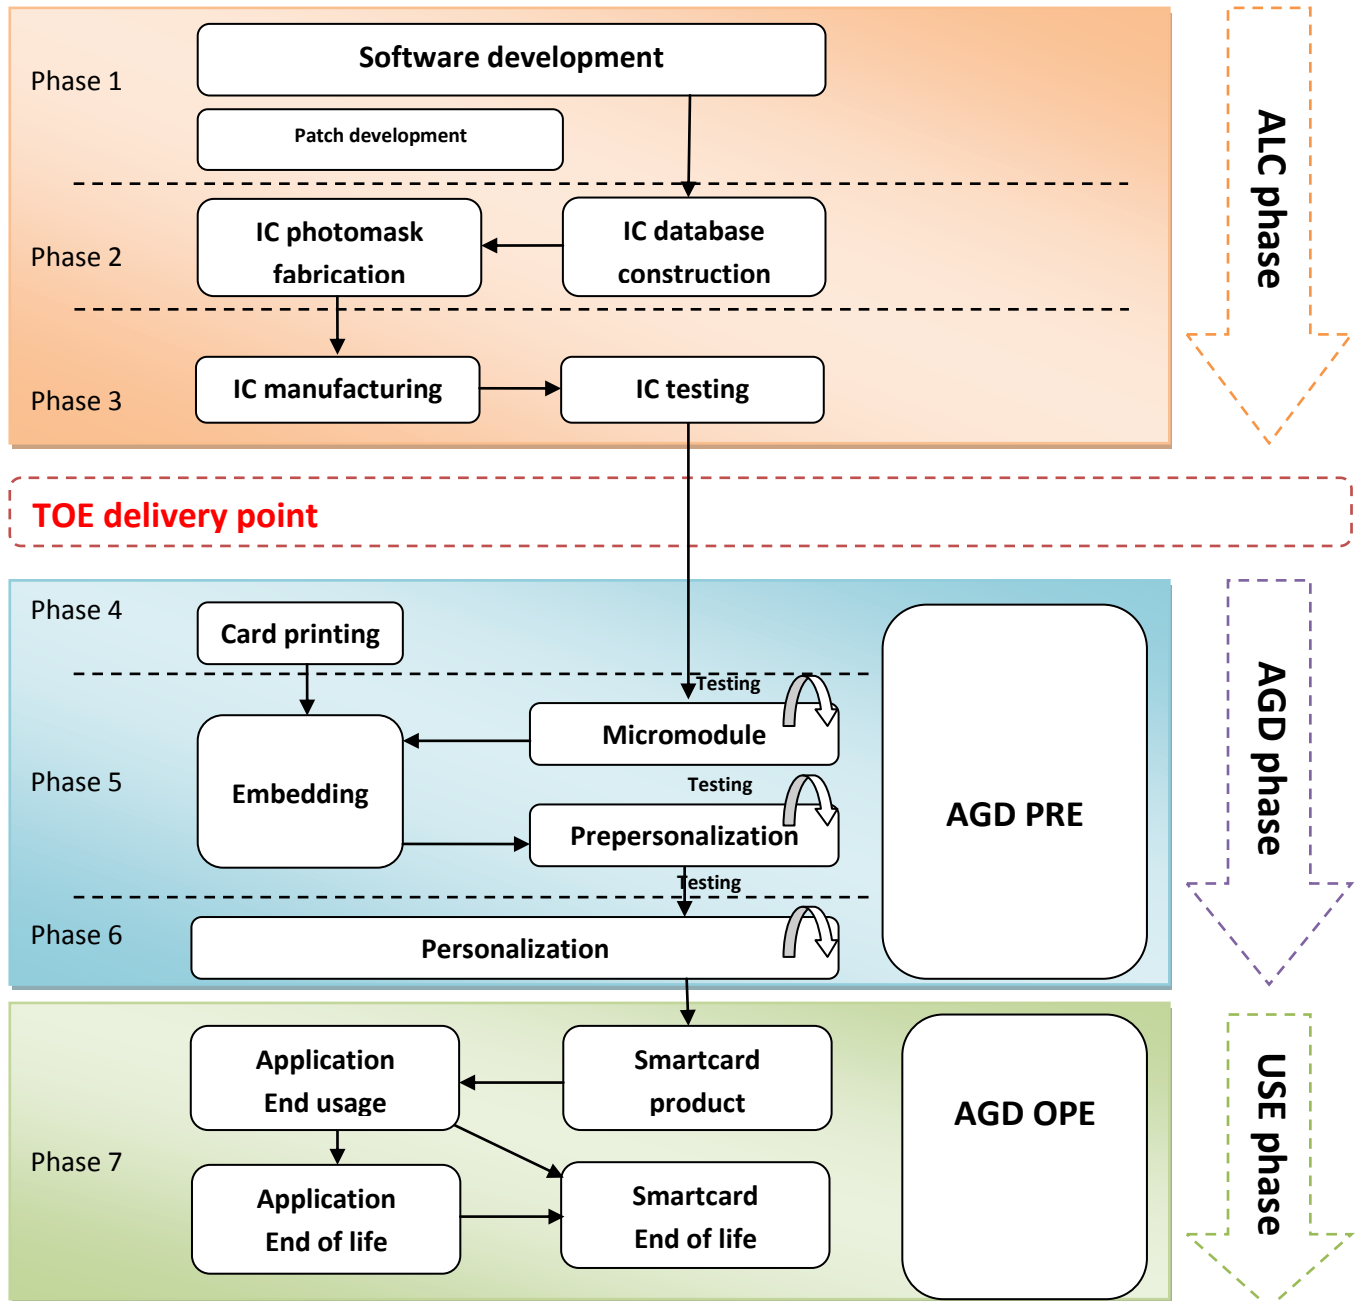 Software development
Phase 1
Patch development
ALC phase
IC photomask
fabrication
IC database
construction
Phase 2
IC manufacturing
IC testing
Phase 3
TOE delivery point
Phase 4
Card printing
Testing
Micromodule
Phase 5
Embedding
Testing
Prepersonalization
AGD PRE
AGD phase
Testing
Phase 6
Personalization
Application
End usage
Smartcard
product
AGD OPE
USE phase
Phase 7
Application
End of life
Smartcard
End of life